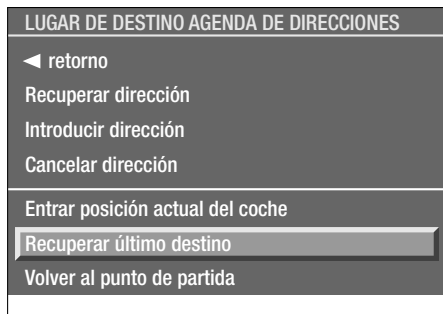 LUGAR DE DESTINO AGENDA DE DIRECCIONES
◄ retorno
Recuperar dirección
Introducir dirección
Cancelar dirección
Entrar posición actual del coche
Recuperar último destino
Volver al punto de partida